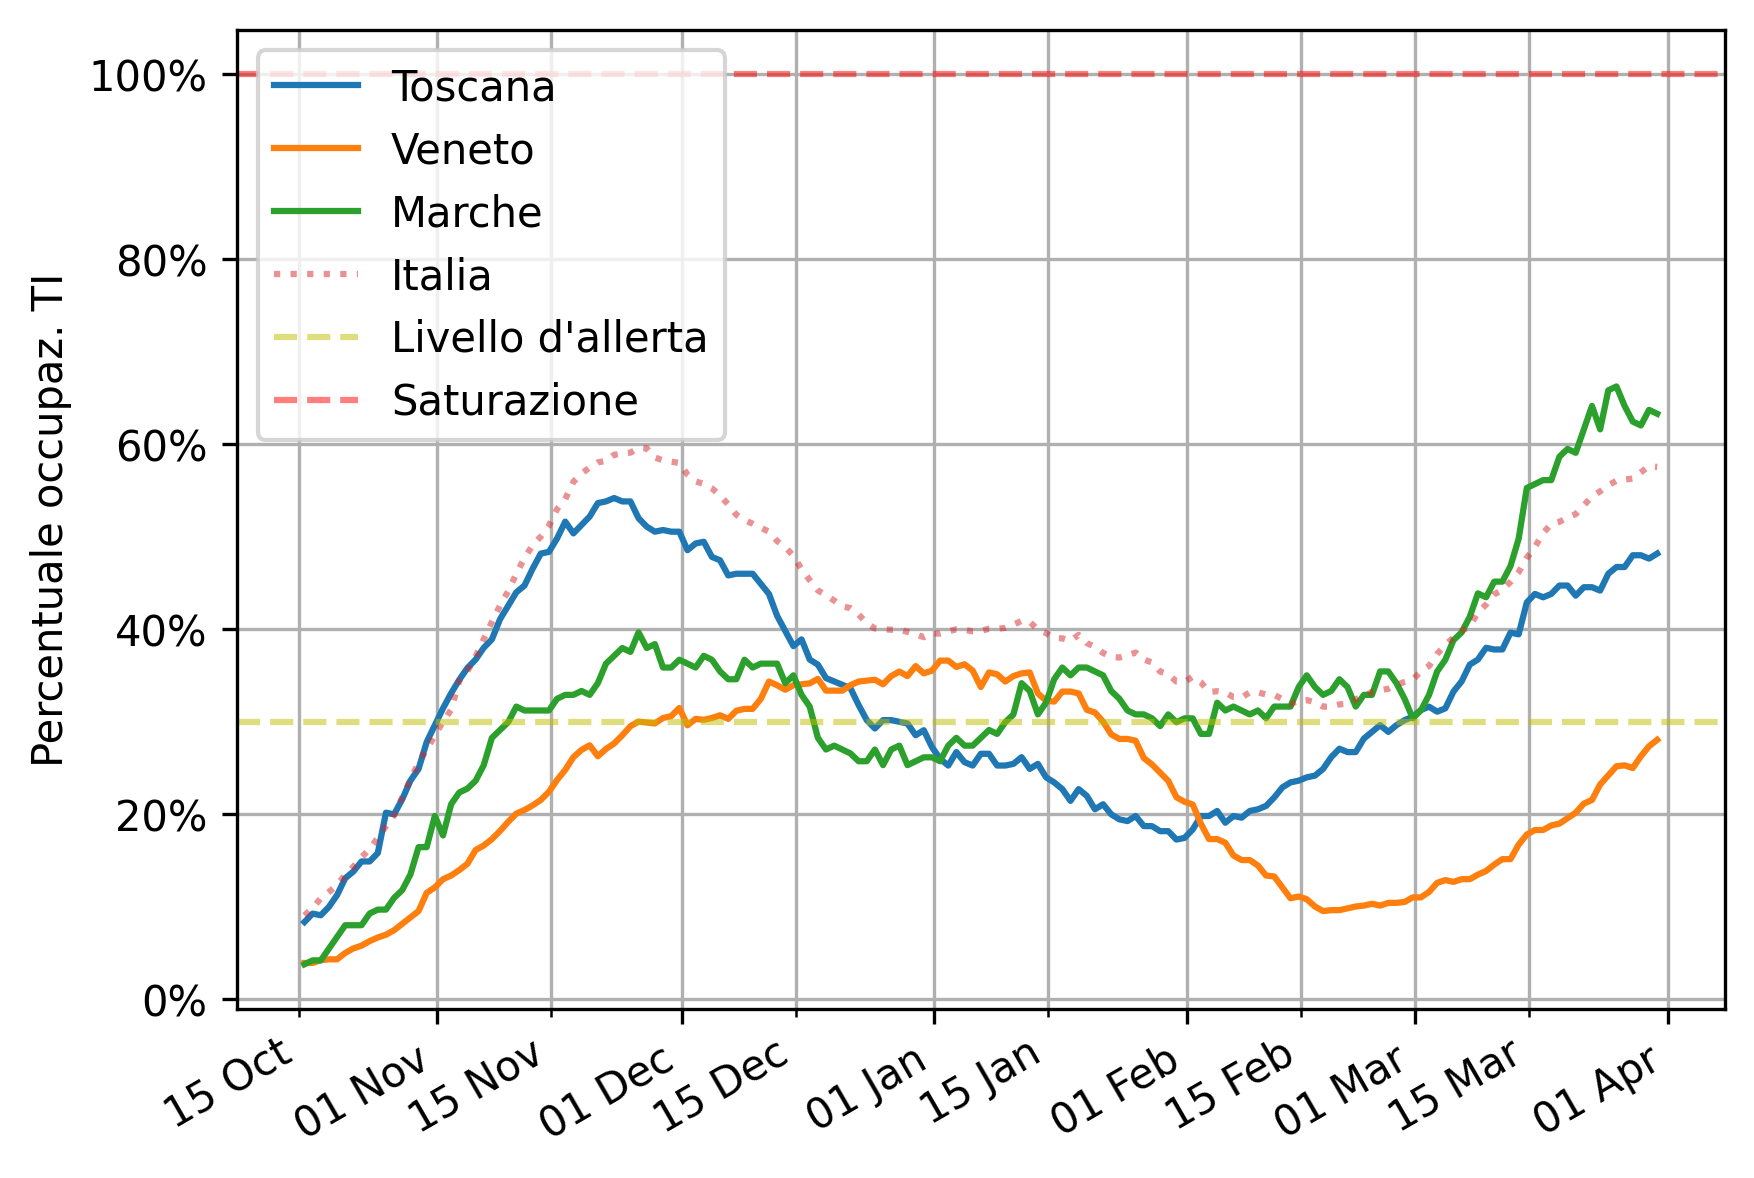 Percentuale occupaz. TI
100%
80%
60%
40%
20%
0%
Toscana
Veneto
Marche
Italia
Livello d'allerta
Saturazione
15 Oct
01 Nov
15 Nov
01 Dec
15 Dec
01 Jan
15 Jan
01 Feb
15 Feb
01 Mar
15 Mar
01 Apr